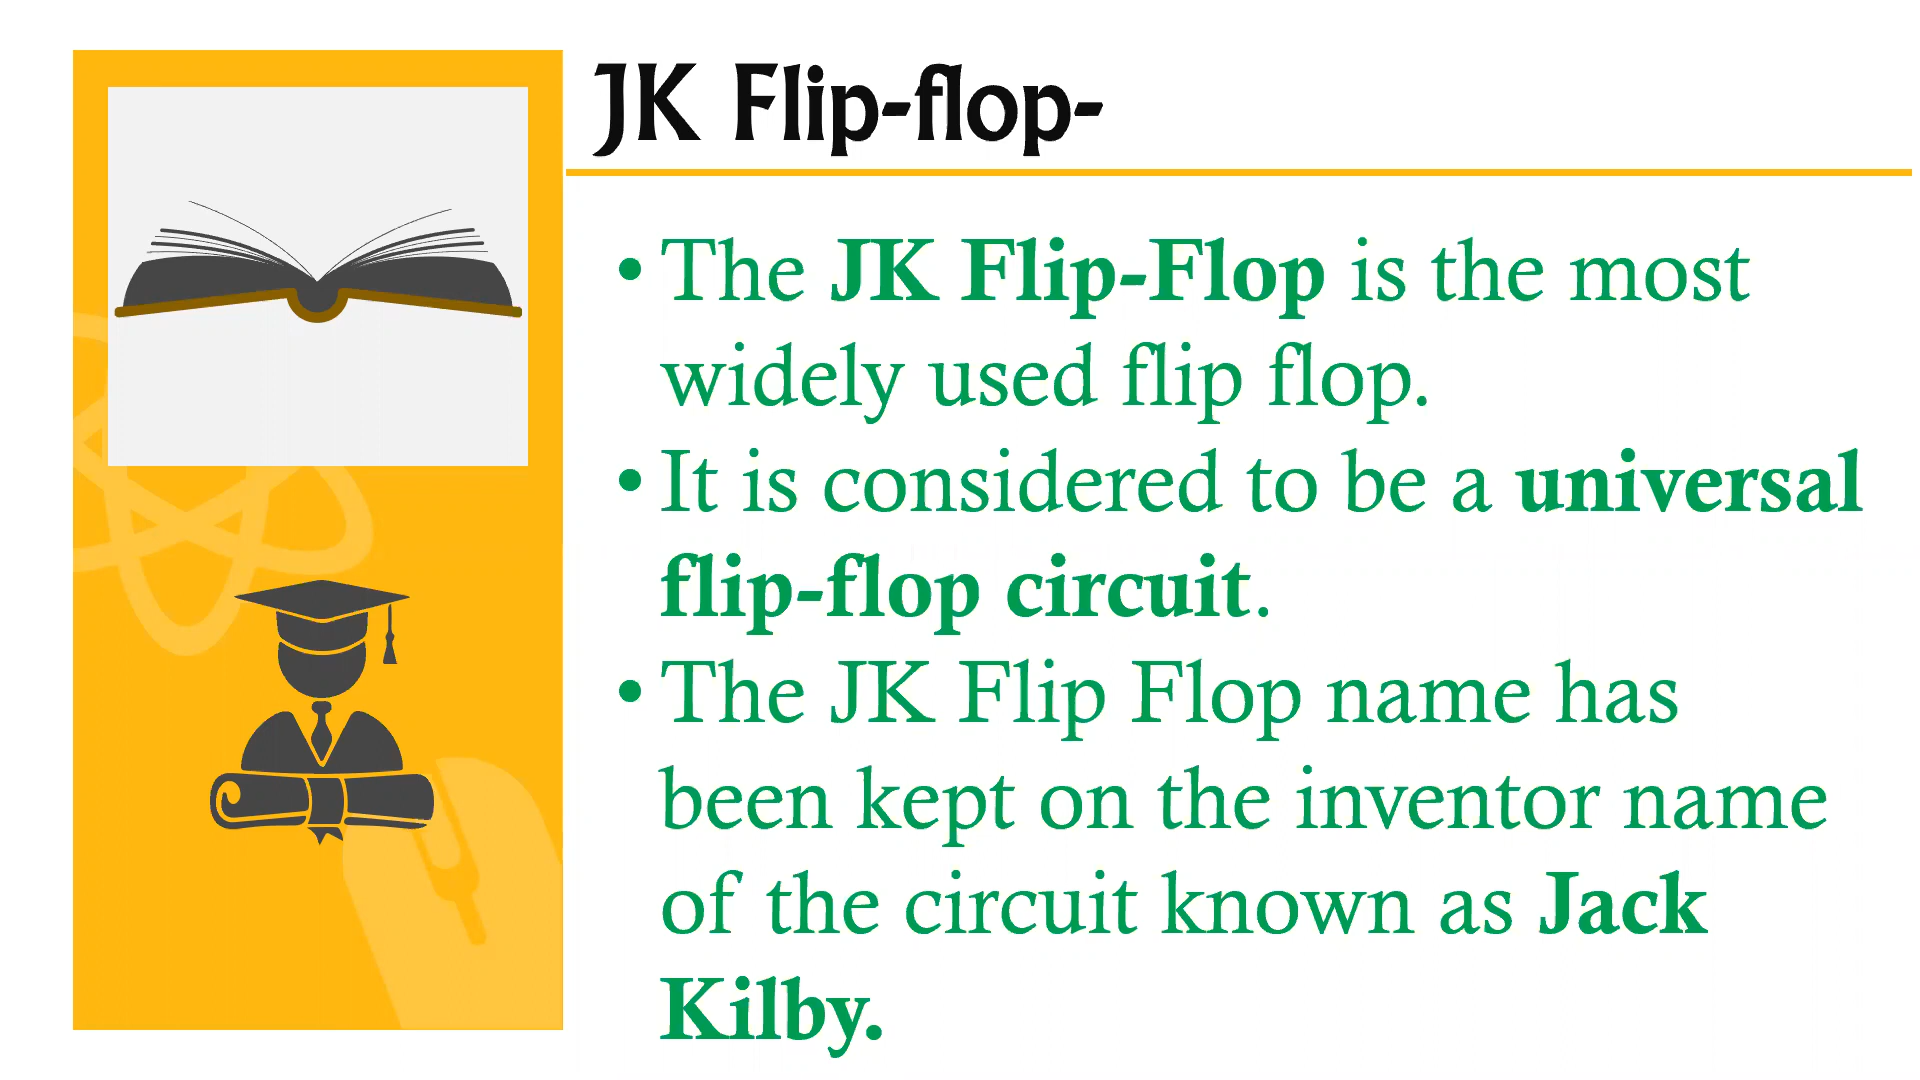 JK Flip-flop-
• The JK Flip-Flop is the most
widely used flip flop.
• It is considered to be a universal
flip-flop circuit.
• The JK Flip Flop name has
been kept on the inventor name
of the circuit known as Jack
Kilby.